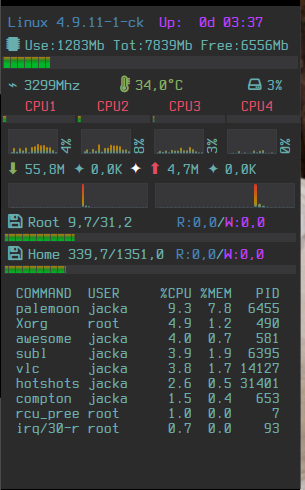 Linux 4.9.11-1-ck Up: 0d 03:37
Use:1283Mb Tot:7839Mb Free:6556Mb
3299Mhz 34,0°C 3%
CPU1 CPU2 CPU3 CPU4
4% 8% 3% 0%
55,8M 0,0K 4,7M 0,0K
Root 9,7/31,2 R:0,0/W:0,0
Home 339,7/1351,0 R:0,0/W:0,0
COMMAND USER %CPU %MEM PID
palemoon jacka 9.3 7.8 6455
Xorg root 4.9 1.2 490
awesome jacka 4.0 0.7 581
subl jacka 3.9 1.9 6395
vlc jacka 3.8 1.7 14127
hotshots jacka 2.6 0.5 31401
compton jacka 1.5 0.4 653
rcu_pree root 1.0 0.0 7
irq/30-r root 0.7 0.0 93